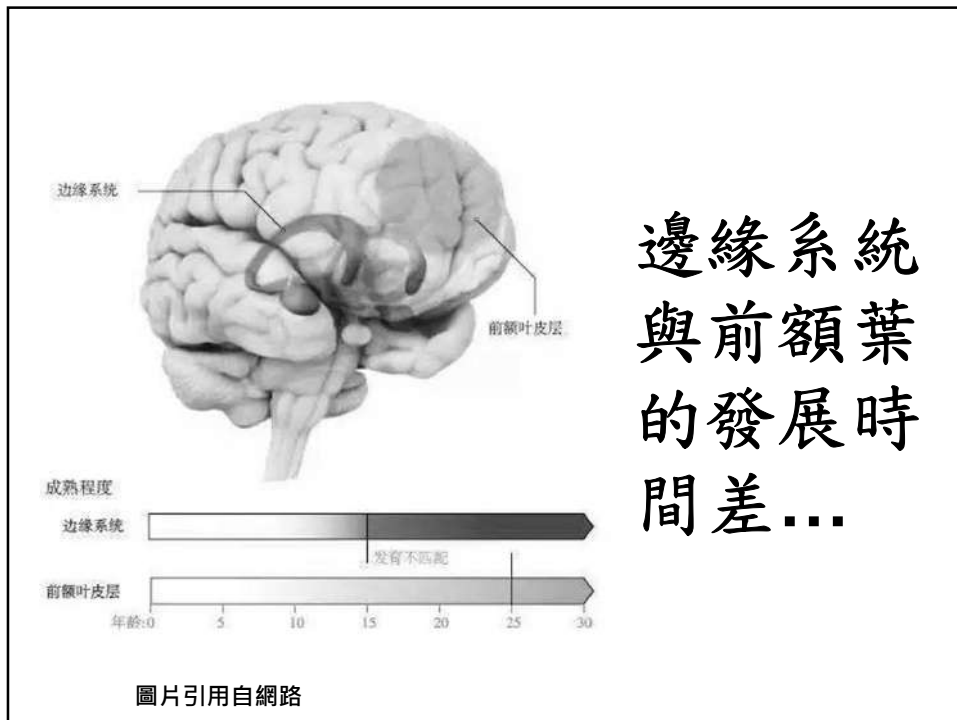 边缘系统
前额叶皮层
邊緣系統
與前額葉
的發展時
間差...
成熟程度
边缘系统
发育不匹配
前额叶皮层
年龄:0 5 10 15 20 25 30
圖片引用自網路